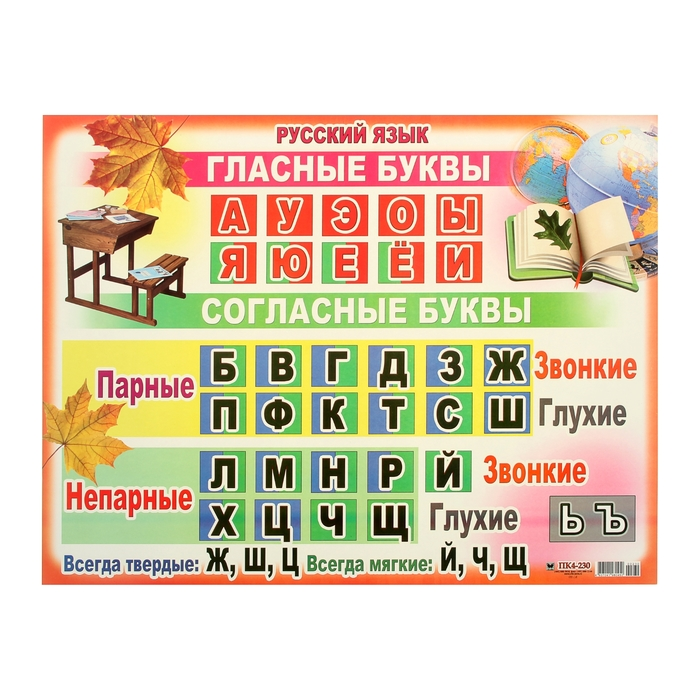 РУССКИЙ ЯЗЫК
ГЛАСНЫЕ БУКВЫ
А У Э О Ы
Я Ю Е Ё И
СОГЛАСНЫЕ БУКВЫ
Парные Б В Г Д З Ж Звонкие
П Ф К Т С Ш Глухие
Непарные Л М Н Р Й Звонкие
Х Ц Ч Щ Глухие Ь Ъ
Всегда твердые: Ж, Ш, Ц Всегда мягкие: Й, Ч, Щ
ПК4-230